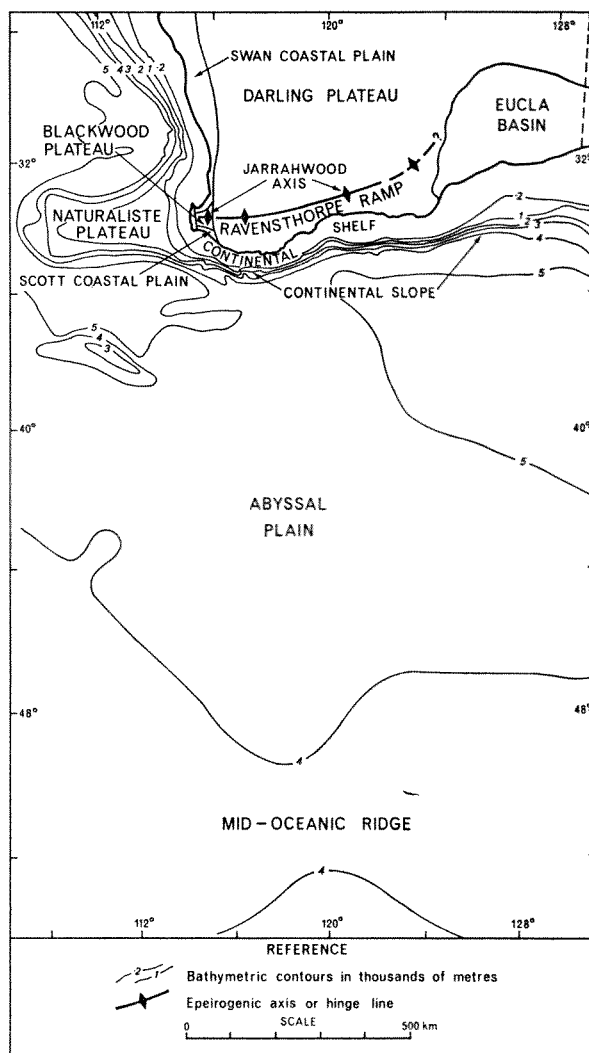 112° 120° 128°
5 4 3 2 1 ·2
SWAN COASTAL PLAIN
DARLING PLATEAU
EUCLA
BASIN
BLACKWOOD
PLATEAU
?
32° 32°
JARRAHWOOD
AXIS
NATURALISTE
PLATEAU
RAVENSTHORPE RAMP
SHELF
CONTINENTAL
·2
1
·2
3
4
SCOTT COASTAL PLAIN
CONTINENTAL SLOPE
5
5
4
3
40° 40°
5
ABYSSAL
PLAIN
48° 48°
4
MID-OCEANIC RIDGE
4
112° 120° 128°
REFERENCE
·2 1 Bathymetric contours in thousands of metres
Epeirogenic axis or hinge line
SCALE
0 500 km